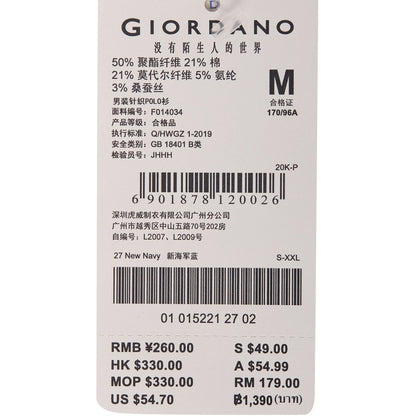 GIORDANO
没有陌生人的世界
50% 聚酯纤维 21% 棉
21% 莫代尔纤维 5% 氨纶
3% 桑蚕丝
M
男装针织POLO衫
合格证
面料编号: F014034
170/96A
产品等级: 合格品
执行标准: Q/HWGZ 1-2019
安全类别: GB 18401 B类
检验员号: JHHH
20K-P
6 901878 120026
深圳虎威制衣有限公司广州分公司
广州市越秀区中山五路70号202房
自编号: L2007、L2009号
27 New Navy 新海军蓝
S-XXL
01 015221 27 02
RMB ¥260.00 S $49.00
HK $330.00 A $54.99
MOP $330.00 RM 179.00
US $54.70 ฿1,390 (บาท)